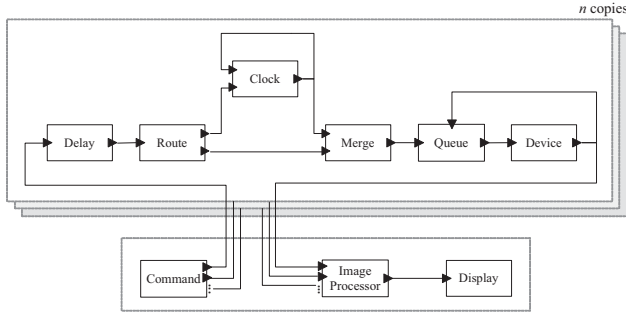 n copies
Clock
Delay
Route
Merge
Queue
Device
Command
Image
Processor
Display